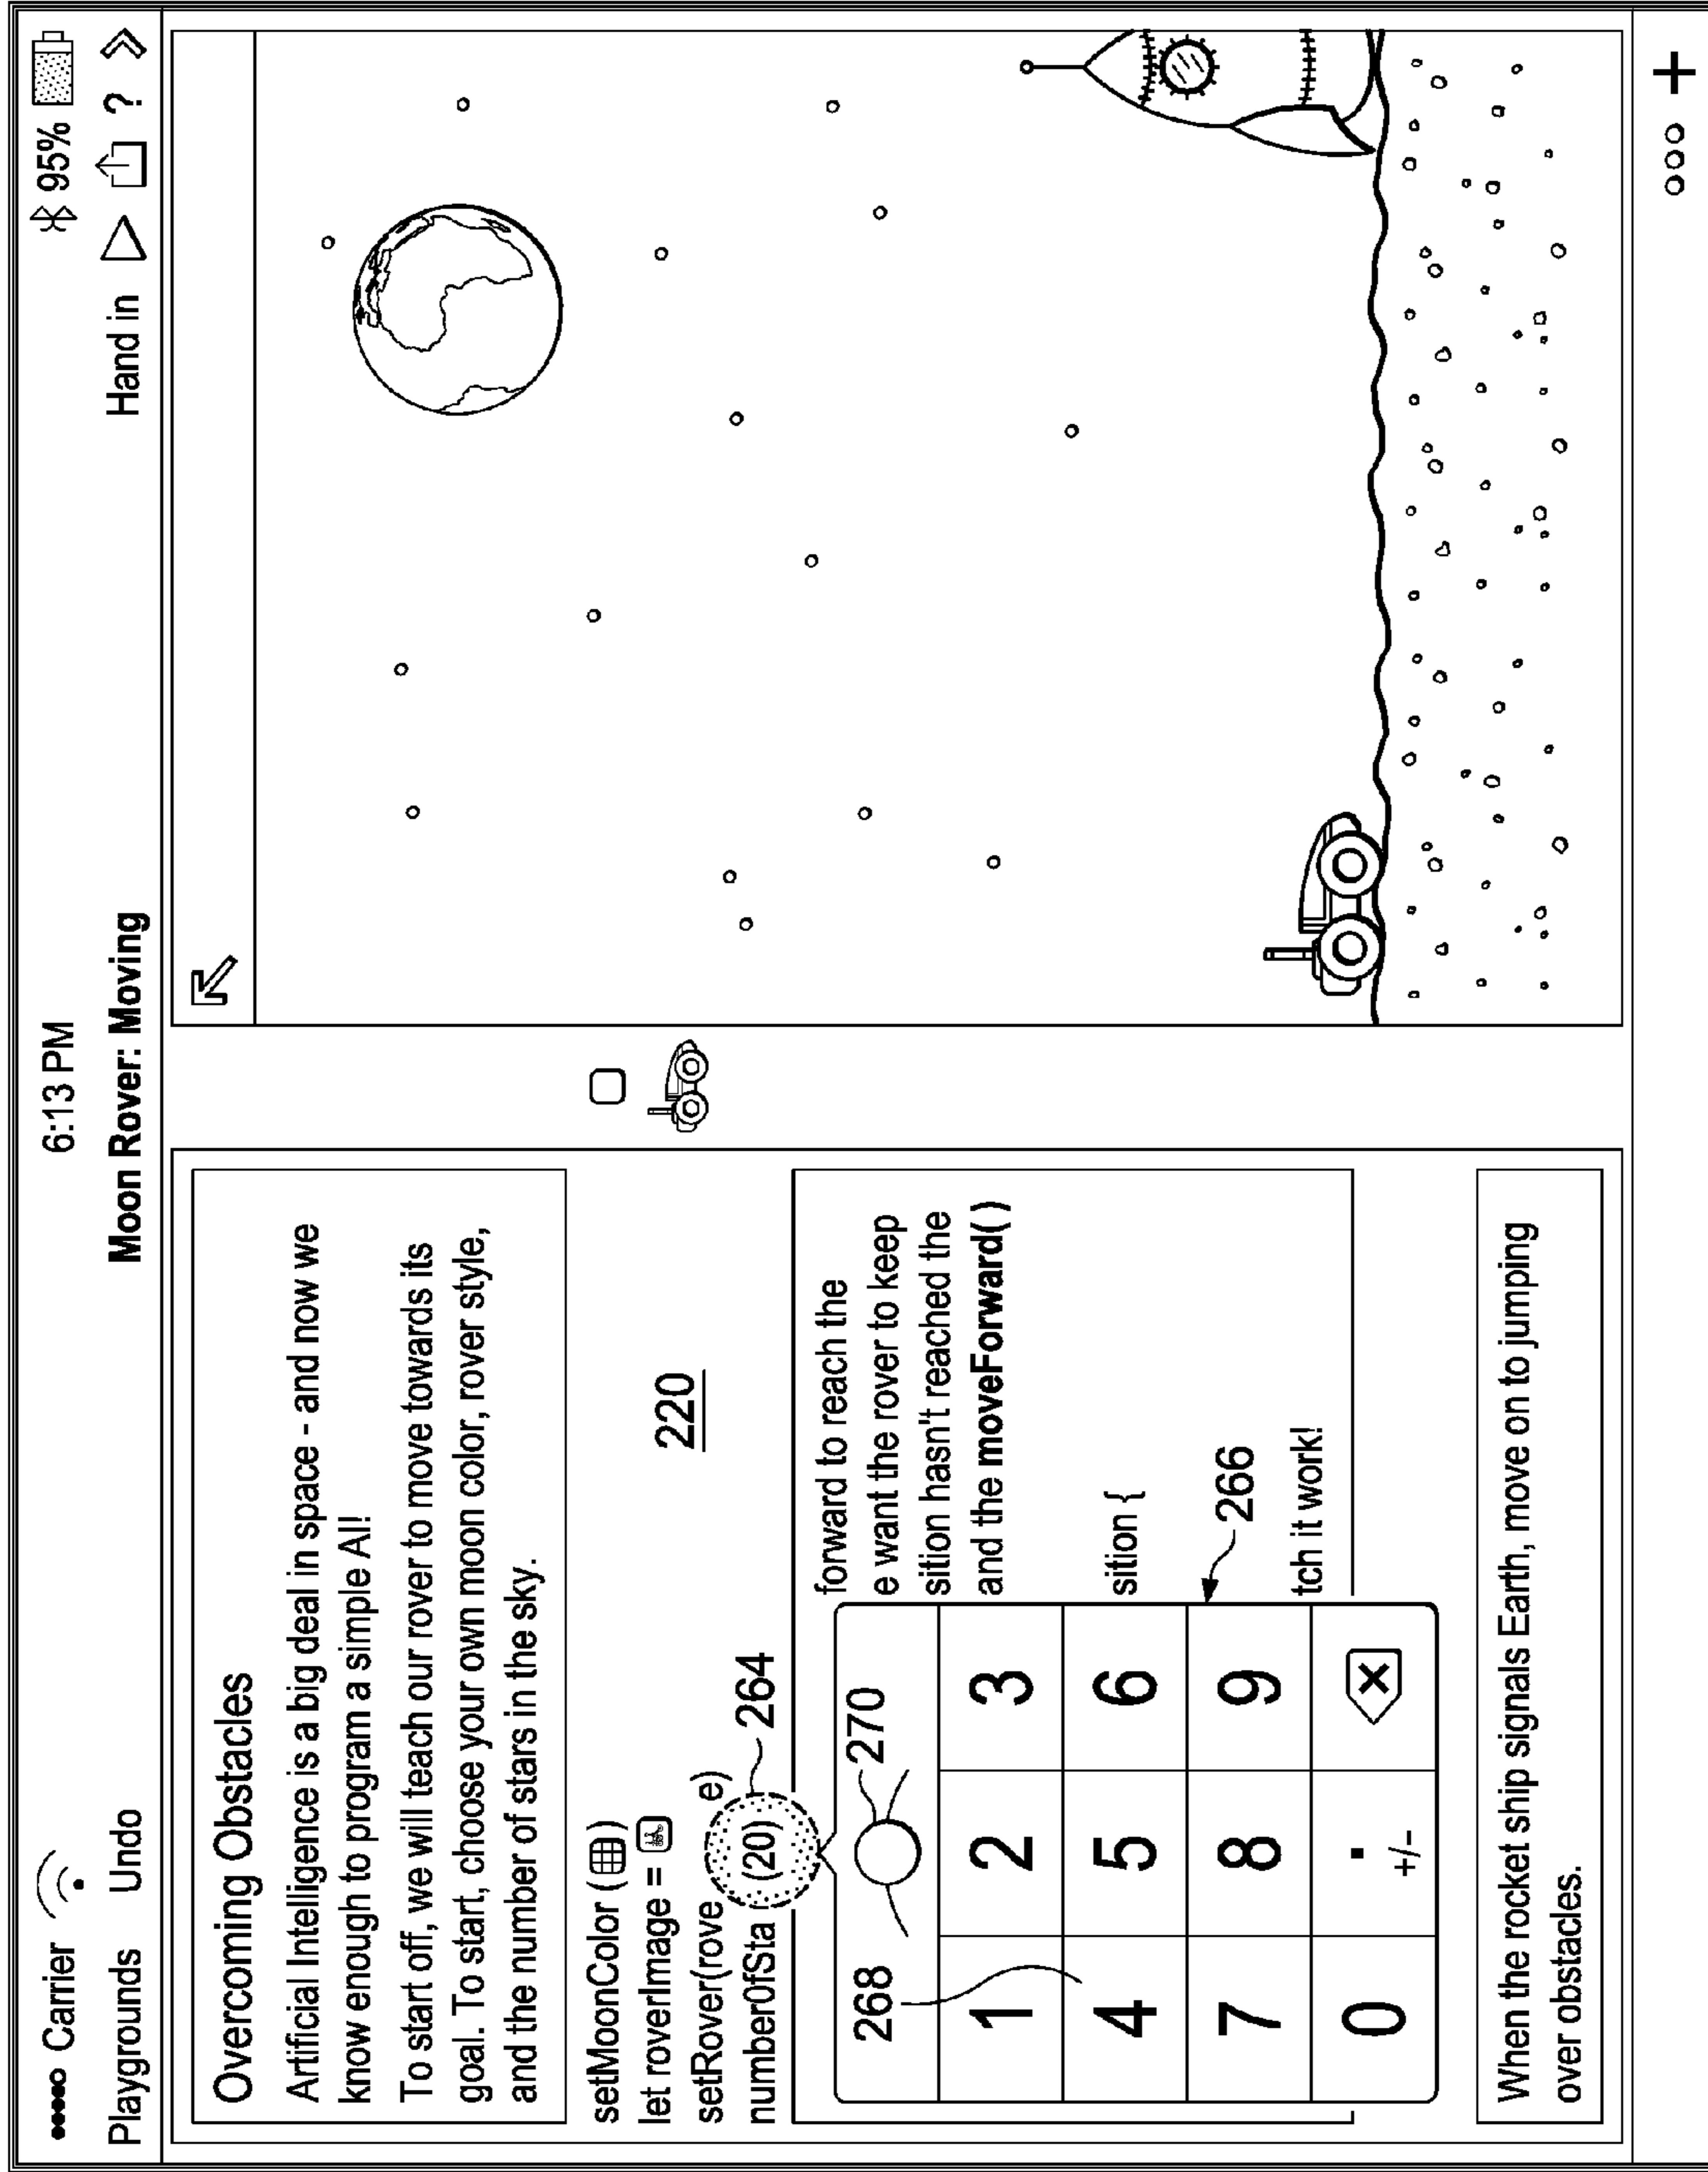 Carrier 6:13 PM 95%
Playgrounds Undo Moon Rover: Moving Hand in ?
Overcoming Obstacles
Artificial Intelligence is a big deal in space - and now we
know enough to program a simple AI!
To start off, we will teach our rover to move towards its
goal. To start, choose your own moon color, rover style,
and the number of stars in the sky.
setMoonColor ( )
let roverImage =
setRover(rove e)
numberOfSta (20)
264
220
forward to reach the
e want the rover to keep
sition hasn't reached the
and the moveForward( )
sition {
tch it work!
268
270
266
1 2 3
4 5 6
7 8 9
0 . +/-
When the rocket ship signals Earth, move on to jumping
over obstacles.